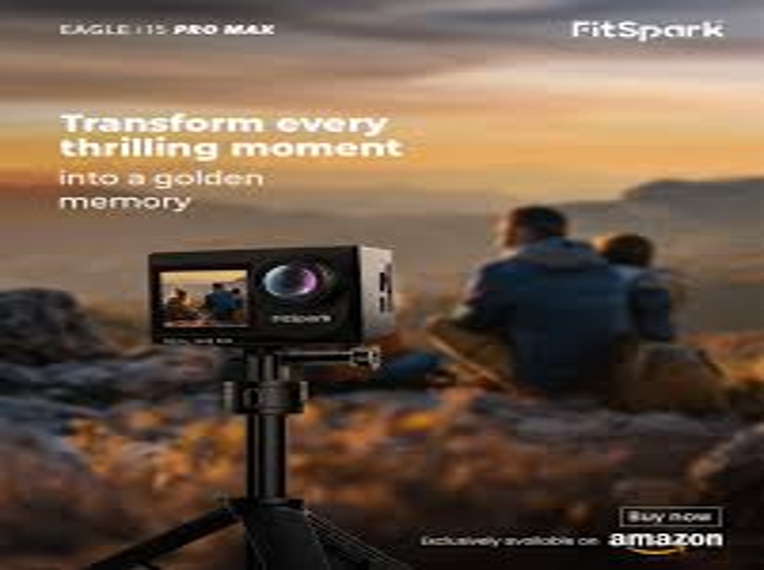 EAGLE i15 PRO MAX
FitSpark
Transform every
thrilling moment
into a golden
memory
FitSpark
Buy now
Exclusively available on amazon